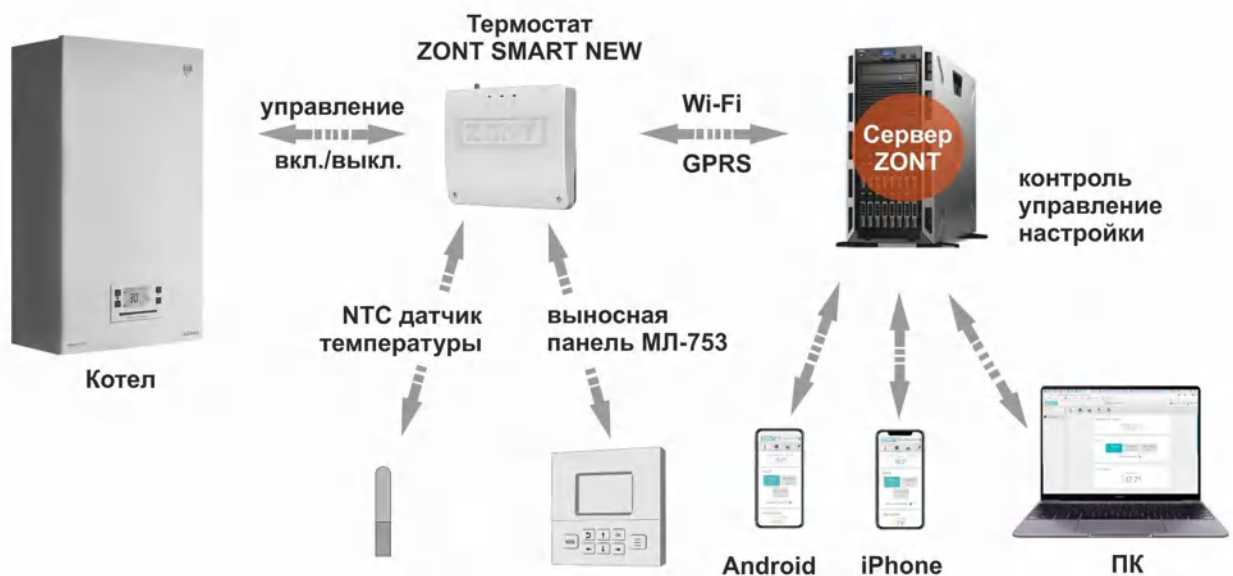 Термостат
ZONT SMART NEW
управление
вкл./выкл.
ZONT
Wi-Fi
GPRS
Сервер
ZONT
контроль
управление
настройки
NTC датчик
температуры
выносная
панель МЛ-753
Котел
Android
iPhone
ПК